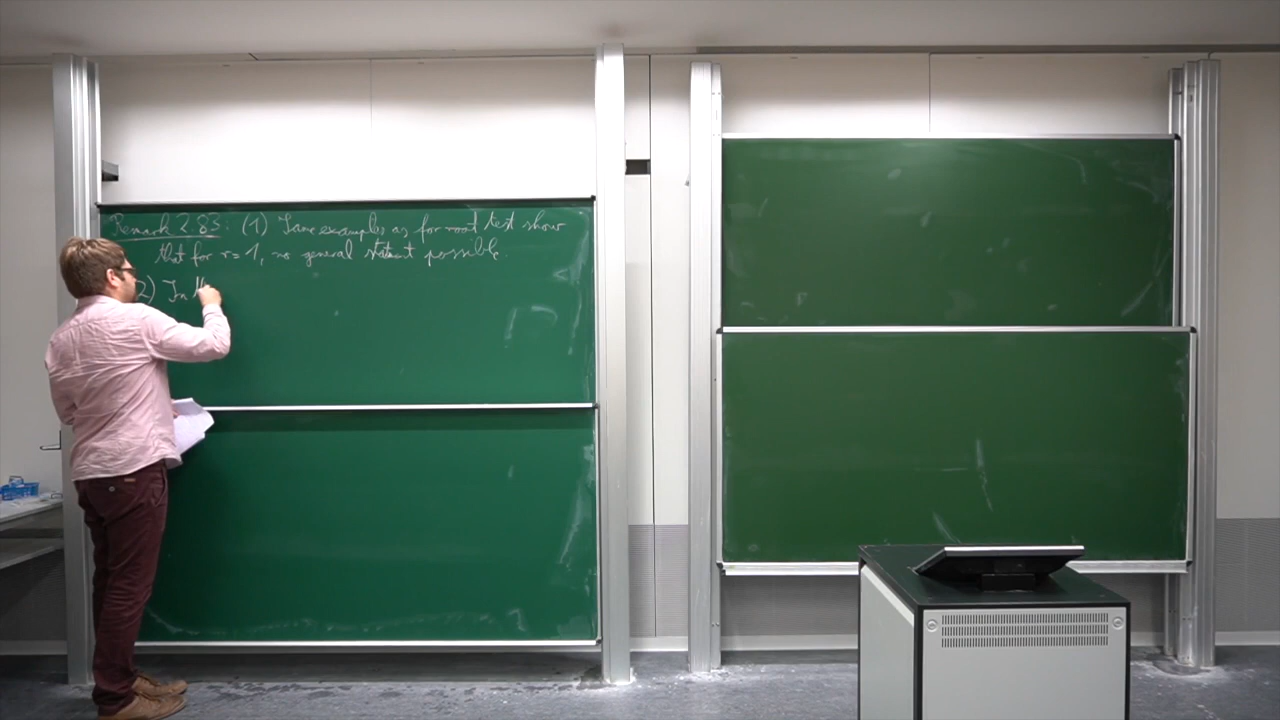 Remark 2.83: (1) Same examples as for root test show
that for r = 1, no general statment possible.
2) In